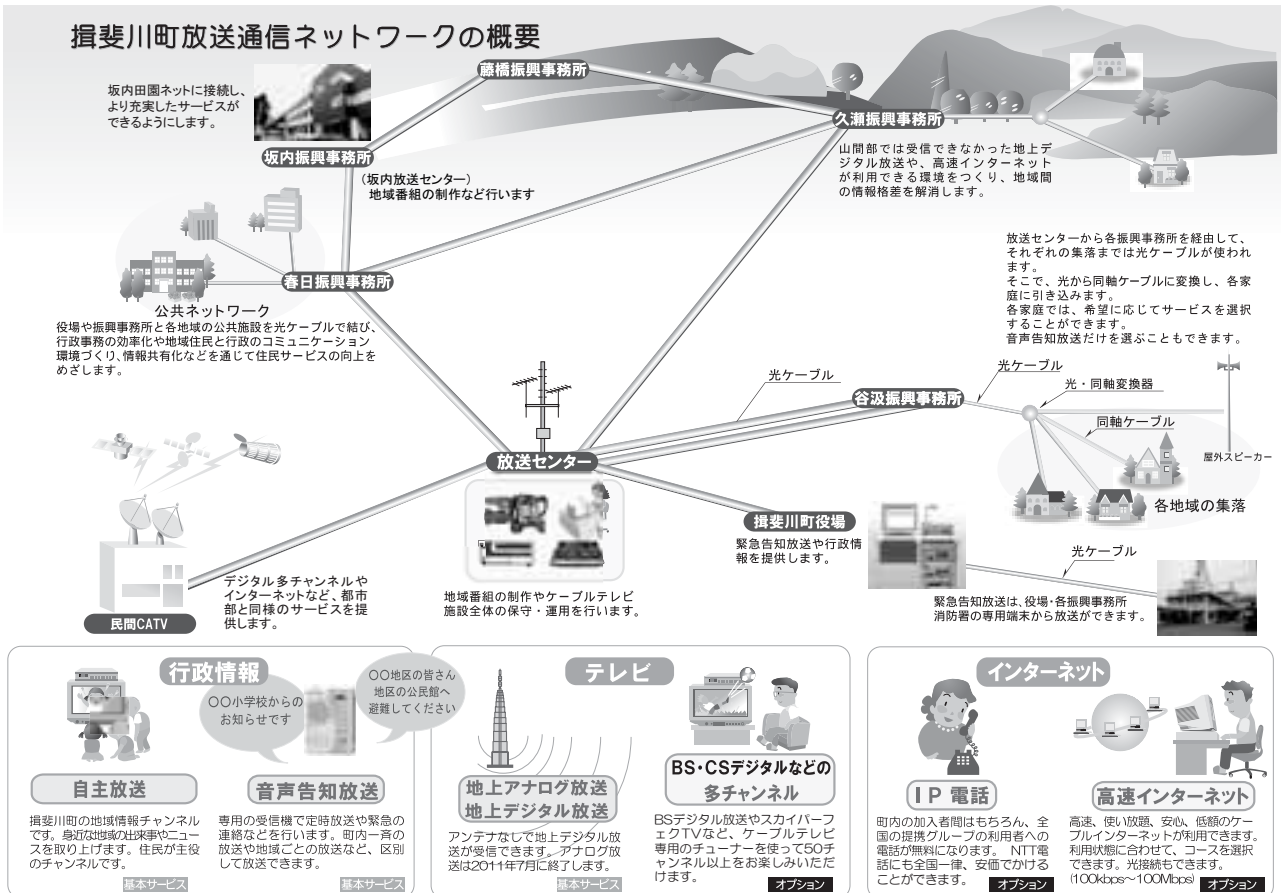 揖斐川町放送通信ネットワークの概要
坂内田園ネットに接続し、
より充実したサービスが
できるようにします。
藤橋振興事務所
久瀬振興事務所
坂内振興事務所
(坂内放送センター)
地域番組の制作など行います
山間部では受信できなかった地上デ
ジタル放送や、高速インターネット
が利用できる環境をつくり、地域間
の情報格差を解消します。
春日振興事務所
公共ネットワーク
役場や振興事務所と各地域の公共施設を光ケーブルで結び、
行政事務の効率化や地域住民と行政のコミュニケーション
環境づくり、情報共有化などを通じて住民サービスの向上を
めざします。
放送センターから各振興事務所を経由して、
それぞれの集落までは光ケーブルが使われ
ます。
そこで、光から同軸ケーブルに変換し、各家
庭に引き込みます。
各家庭では、希望に応じてサービスを選択
することができます。
音声告知放送だけを選ぶこともできます。
光ケーブル
谷汲振興事務所
光ケーブル
光・同軸変換器
同軸ケーブル
屋外スピーカー
各地域の集落
放送センター
地域番組の制作やケーブルテレビ
施設全体の保守・運用を行います。
揖斐川町役場
緊急告知放送や行政情
報を提供します。
光ケーブル
緊急告知放送は、役場・各振興事務所
消防署の専用端末から放送ができます。
民間CATV
デジタル多チャンネルや
インターネットなど、都市
部と同様のサービスを提
供します。
行政情報
〇〇小学校からの
お知らせです
〇〇地区の皆さん
地区の公民館へ
避難してください
自主放送
揖斐川町の地域情報チャンネル
です。身近な地域の出来事やニュー
スを取り上げます。住民が主役
のチャンネルです。
基本サービス
音声告知放送
専用の受信機で定時放送や緊急の
連絡などを行います。町内一斉の
放送や地域ごとの放送など、区別
して放送できます。
基本サービス
テレビ
地上アナログ放送
地上デジタル放送
アンテナなしで地上デジタル放
送が受信できます。アナログ放
送は2011年7月に終了します。
基本サービス
BS・CSデジタルなどの
多チャンネル
BSデジタル放送やスカイパーフ
ェクTVなど、ケーブルテレビ
専用のチューナーを使って50チ
ャンネル以上をお楽しみいただ
けます。
オプション
インターネット
IP電話
町内の加入者間はもちろん、全
国の提携グループの利用者への
電話が無料になります。 NTT電
話にも全国一律、安価でかける
ことができます。
オプション
高速インターネット
高速、使い放題、安心、低額のケー
ブルインターネットが利用できます。
利用状態に合わせて、コースを選択
できます。光接続もできます。
(100kbps〜100Mbps)
オプション